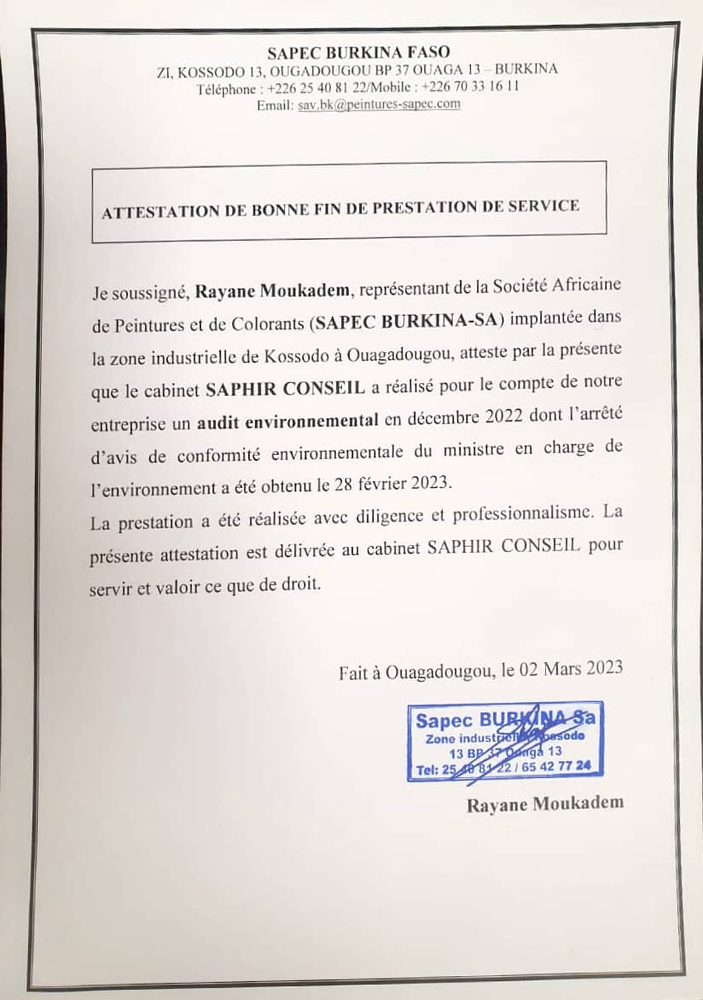 SAPEC BURKINA FASO
ZI, KOSSODO 13, OUGADOUGOU BP 37 OUAGA 13 – BURKINA
Téléphone : +226 25 40 81 22/Mobile : +226 70 33 16 11
Email: sav.bk@peintures-sapec.com
ATTESTATION DE BONNE FIN DE PRESTATION DE SERVICE
Je soussigné, Rayane Moukadem, représentant de la Société Africaine
de Peintures et de Colorants (SAPEC BURKINA-SA) implantée dans
la zone industrielle de Kossodo à Ouagadougou, atteste par la présente
que le cabinet SAPHIR CONSEIL a réalisé pour le compte de notre
entreprise un audit environnemental en décembre 2022 dont l’arrêté
d’avis de conformité environnementale du ministre en charge de
l’environnement a été obtenu le 28 février 2023.
La prestation a été réalisée avec diligence et professionnalisme. La
présente attestation est délivrée au cabinet SAPHIR CONSEIL pour
servir et valoir ce que de droit.
Fait à Ouagadougou, le 02 Mars 2023
Sapec BURKINA Sa
Zone industrielle Kossodo
13 BP 37 Ouaga 13
Tel: 25 40 81 22 / 65 42 77 24
Rayane Moukadem